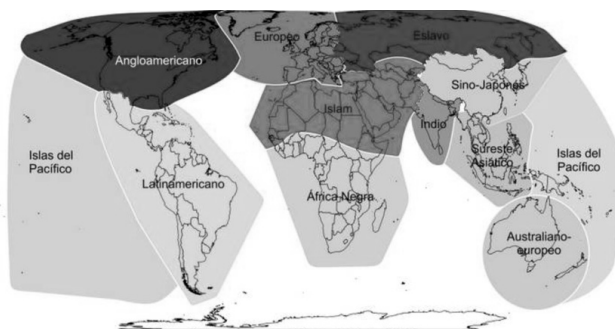 Europeo
Eslavo
Angloamericano
Sino-Japonés
Islam
Indio
Sureste
Asiático
Islas del
Pacífico
Islas del
Pacífico
Latinamericano
África Negra
Australiano-
europeo